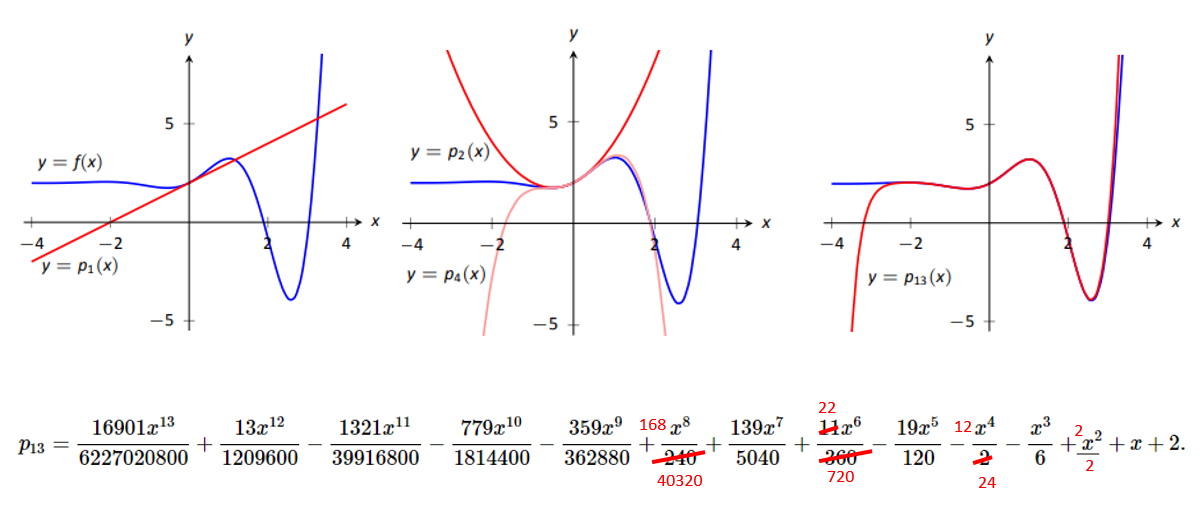 y y y
5 5 5
y = f(x) y = p₂(x)
−4 −2 2 4 x −4 −2 2 4 x −4 −2 2 4 x
y = p₁(x) y = p₄(x) y = p₁₃(x)
−5 −5 −5
22
p₁₃ = 16901x¹³/6227020800 + 13x¹²/1209600 − 1321x¹¹/39916800 − 779x¹⁰/1814400 − 359x⁹/362880 + 168 x⁸/240 + 139x⁷/5040 + 11x⁶/360 − 19x⁵/120 − 12 x⁴/2 − x³/6 + 2 x²/2 + x + 2.
40320 720 24